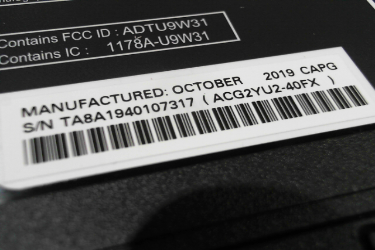 Contains FCC ID : ADTU9W31
Contains IC : 1178A-U9W31
MANUFACTURED: OCTOBER 2019 CAPG
S/N TA8A1940107317 ( ACG2YU2-40FX )